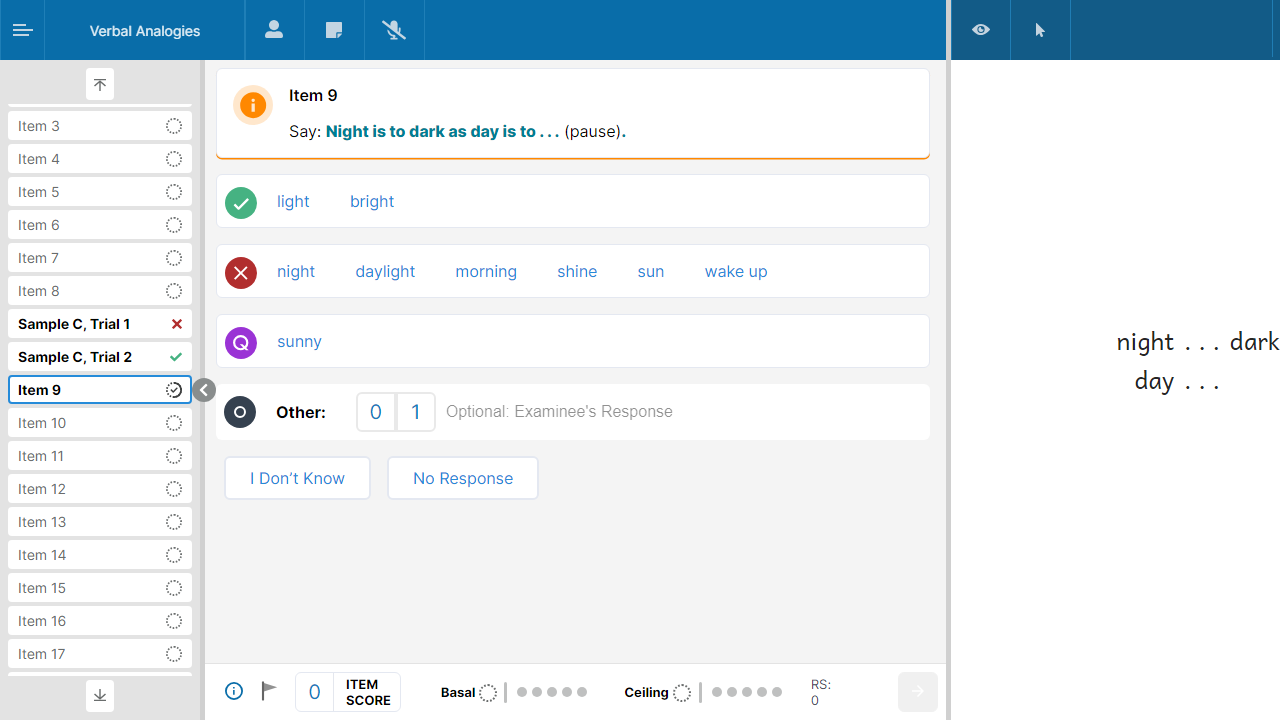 Verbal Analogies
Item 3
Item 4
Item 5
Item 6
Item 7
Item 8
Sample C, Trial 1
Sample C, Trial 2
Item 9
Item 10
Item 11
Item 12
Item 13
Item 14
Item 15
Item 16
Item 17
Item 9
Say: Night is to dark as day is to . . . (pause).
light bright
night daylight morning shine sun wake up
Q sunny
Other: 0 1 Optional: Examinee's Response
I Don’t Know No Response
0 ITEM SCORE Basal Ceiling RS: 0
night . . . dark
day . . .